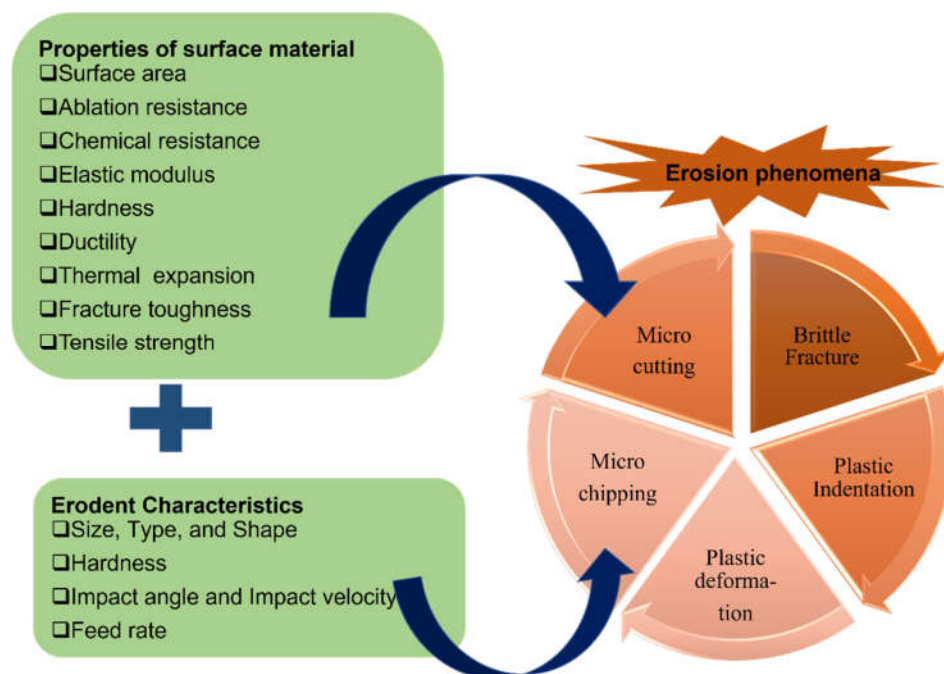 Properties of surface material
❑Surface area
❑Ablation resistance
❑Chemical resistance
❑Elastic modulus
❑Hardness
❑Ductility
❑Thermal expansion
❑Fracture toughness
❑Tensile strength
Erodent Characteristics
❑Size, Type, and Shape
❑Hardness
❑Impact angle and Impact velocity
❑Feed rate
Erosion phenomena
Brittle
Fracture
Plastic
Indentation
Plastic
deforma-
tion
Micro
chipping
Micro
cutting